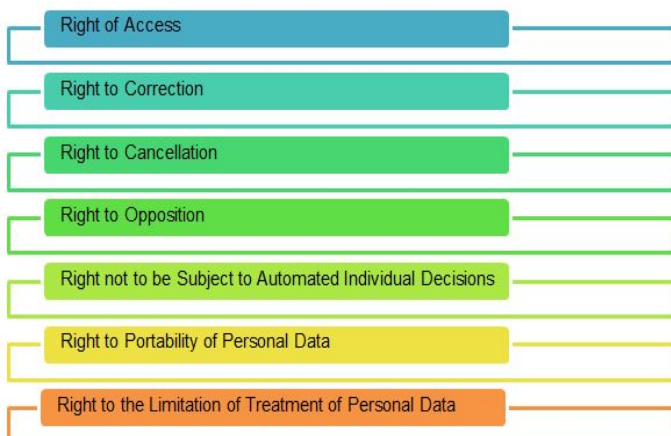 Right of Access
Right to Correction
Right to Cancellation
Right to Opposition
Right not to be Subject to Automated Individual Decisions
Right to Portability of Personal Data
Right to the Limitation of Treatment of Personal Data